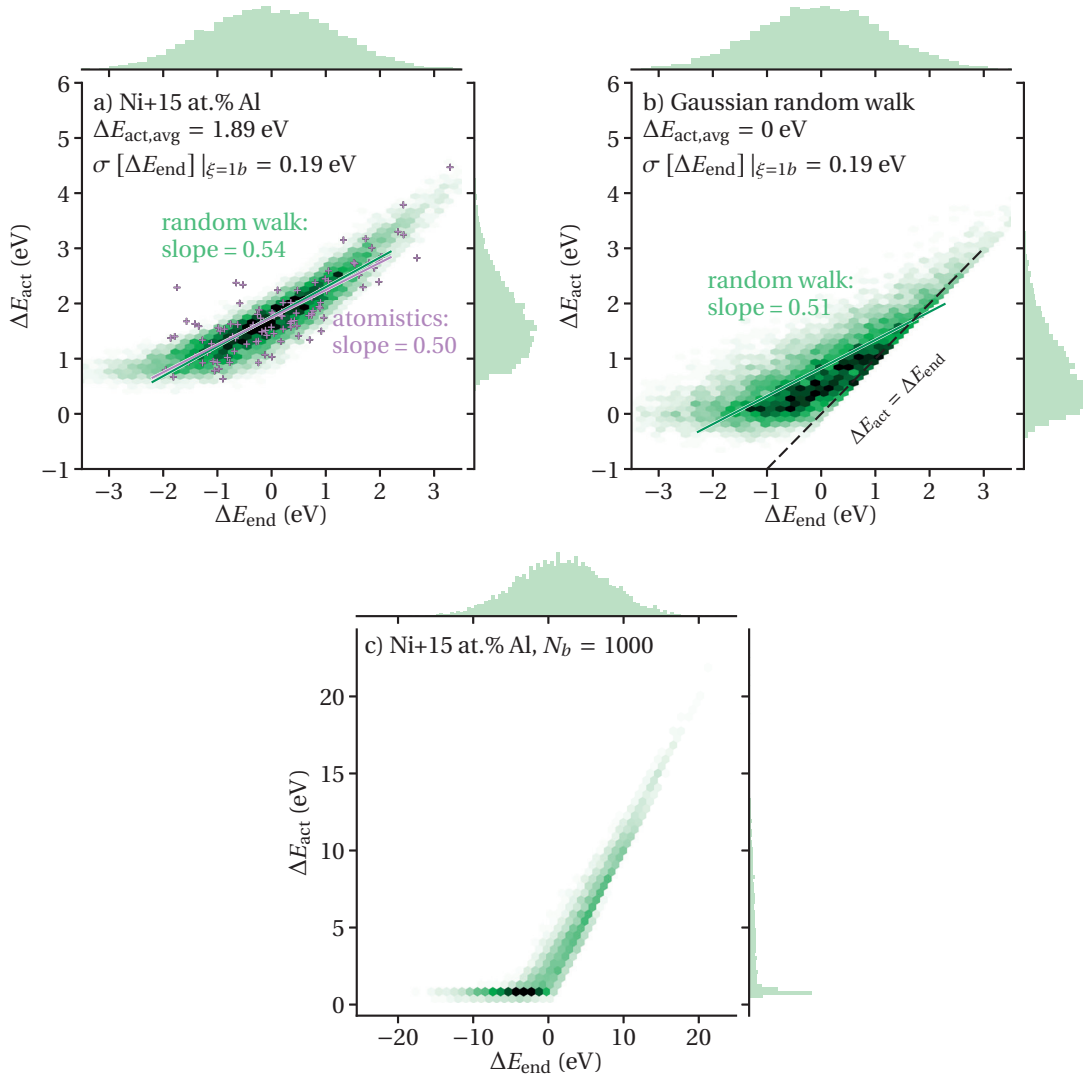 a) Ni+15 at.% Al
ΔE_act,avg = 1.89 eV
σ [ΔE_end] |_ξ=1b = 0.19 eV
random walk:
slope = 0.54
atomistics:
slope = 0.50
6
5
4
3
2
1
0
−1
ΔE_act (eV)
−3 −2 −1 0 1 2 3
ΔE_end (eV)
b) Gaussian random walk
ΔE_act,avg = 0 eV
σ [ΔE_end] |_ξ=1b = 0.19 eV
random walk:
slope = 0.51
ΔE_act = ΔE_end
6
5
4
3
2
1
0
−1
ΔE_act (eV)
−3 −2 −1 0 1 2 3
ΔE_end (eV)
c) Ni+15 at.% Al, N_b = 1000
20
15
10
5
0
ΔE_act (eV)
−20 −10 0 10 20
ΔE_end (eV)